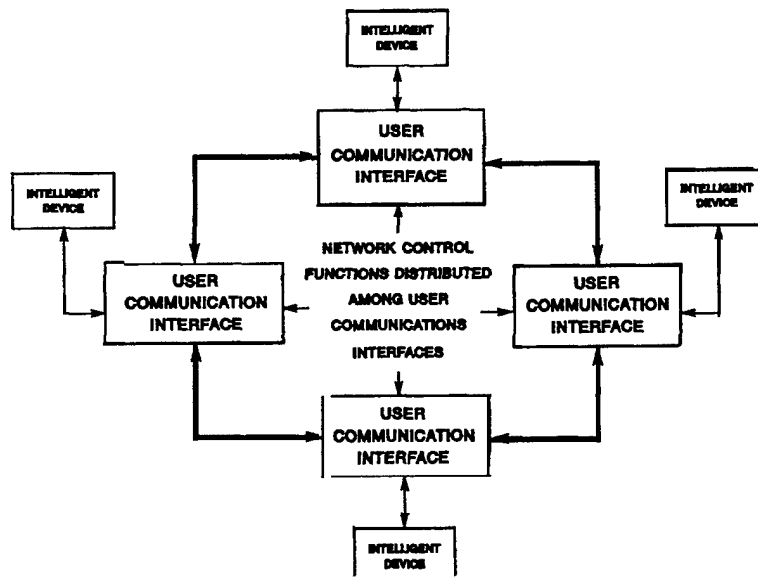 INTELLIGENT
DEVICE
USER
COMMUNICATION
INTERFACE
INTELLIGENT
DEVICE
INTELLIGENT
DEVICE
NETWORK CONTROL
FUNCTIONS DISTRIBUTED
AMONG USER
COMMUNICATIONS
INTERFACES
USER
COMMUNICATION
INTERFACE
USER
COMMUNICATION
INTERFACE
USER
COMMUNICATION
INTERFACE
INTELLIGENT
DEVICE